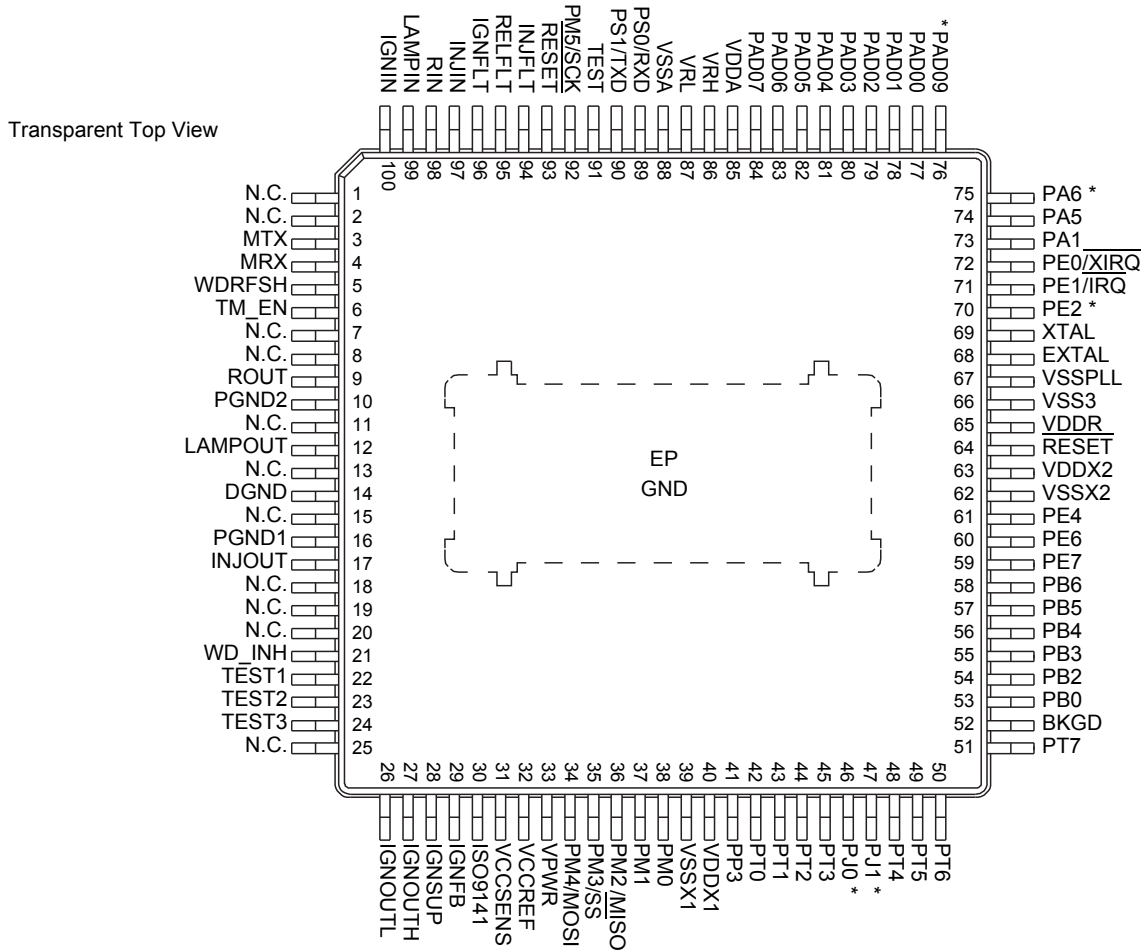 Transparent Top View
IGNIN
LAMPIN
RIN
INJIN
IGNFLT
RELFLT
INJFLT
RESET
PM5/SCK
TEST
PS1/TXD
PS0/RXD
VSSA
VRL
VRH
VDDA
PAD07
PAD06
PAD05
PAD04
PAD03
PAD02
PAD01
PAD00
* PAD09
100
99
98
97
96
95
94
93
92
91
90
89
88
87
86
85
84
83
82
81
80
79
78
77
76
N.C. 1
N.C. 2
MTX 3
MRX 4
WDRFSH 5
TM_EN 6
N.C. 7
N.C. 8
ROUT 9
PGND2 10
N.C. 11
LAMPOUT 12
N.C. 13
DGND 14
N.C. 15
PGND1 16
INJOUT 17
N.C. 18
N.C. 19
N.C. 20
WD_INH 21
TEST1 22
TEST2 23
TEST3 24
N.C. 25
EP
GND
75 PA6 *
74 PA5
73 PA1
72 PE0/XIRQ
71 PE1/IRQ
70 PE2 *
69 XTAL
68 EXTAL
67 VSSPLL
66 VSS3
65 VDDR
64 RESET
63 VDDX2
62 VSSX2
61 PE4
60 PE6
59 PE7
58 PB6
57 PB5
56 PB4
55 PB3
54 PB2
53 PB0
52 BKGD
51 PT7
26
27
28
29
30
31
32
33
34
35
36
37
38
39
40
41
42
43
44
45
46
47
48
49
50
IGNOUTL
IGNOUTH
IGNSUP
IGNFB
ISO9141
VCCSENS
VCCREF
VPWR
PM4/MOSI
PM3/SS
PM2 /MISO
PM1
PM0
VSSX1
VDDX1
PP3
PT0
PT1
PT2
PT3
PJ0 *
PJ1 *
PT4
PT5
PT6